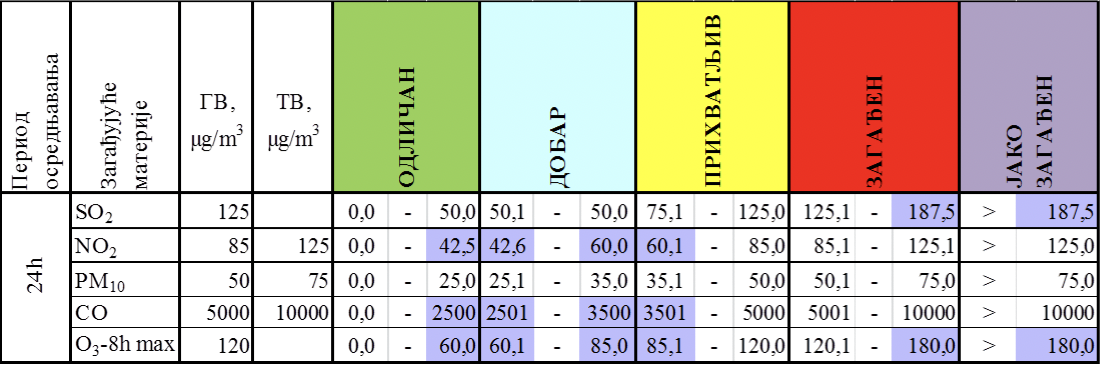 Период осредњавања Загађујуће материје ГВ, µg/m³ ТВ, µg/m³ ОДЛИЧАН ДОБАР ПРИХВАТЉИВ ЗАГАЂЕН ЈАКО ЗАГАЂЕН
24h
SO₂ 125 0,0 - 50,0 50,1 - 50,0 75,1 - 125,0 125,1 - 187,5 > 187,5
NO₂ 85 125 0,0 - 42,5 42,6 - 60,0 60,1 - 85,0 85,1 - 125,1 > 125,0
PM₁₀ 50 75 0,0 - 25,0 25,1 - 35,0 35,1 - 50,0 50,1 - 75,0 > 75,0
CO 5000 10000 0,0 - 2500 2501 - 3500 3501 - 5000 5001 - 10000 > 10000
O₃-8h max 120 0,0 - 60,0 60,1 - 85,0 85,1 - 120,0 120,1 - 180,0 > 180,0